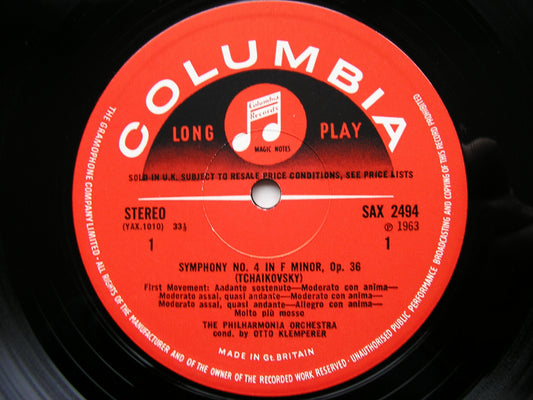 COLUMBIA
Columbia
Records
LONG PLAY
MAGIC NOTES
SOLD IN U.K. SUBJECT TO RESALE PRICE CONDITIONS, SEE PRICE LISTS
STEREO SAX 2494
(YAX.1010) 33⅓ ℗ 1963
1 1
SYMPHONY NO. 4 IN F MINOR, Op. 36
(TCHAIKOVSKY)
First Movement: Andante sostenuto—Moderato con anima—
Moderato assai, quasi andante—Moderato con anima—
Moderato assai, quasi andante—Allegro con anima—
Molto più mosso
THE PHILHARMONIA ORCHESTRA
cond. by OTTO KLEMPERER
MADE IN Gt. BRITAIN
THE GRAMOPHONE COMPANY LIMITED · ALL RIGHTS OF THE MANUFACTURER AND OF THE OWNER OF THE RECORDED WORK RESERVED · UNAUTHORISED PUBLIC PERFORMANCE BROADCASTING AND COPYING OF THIS RECORD PROHIBITED